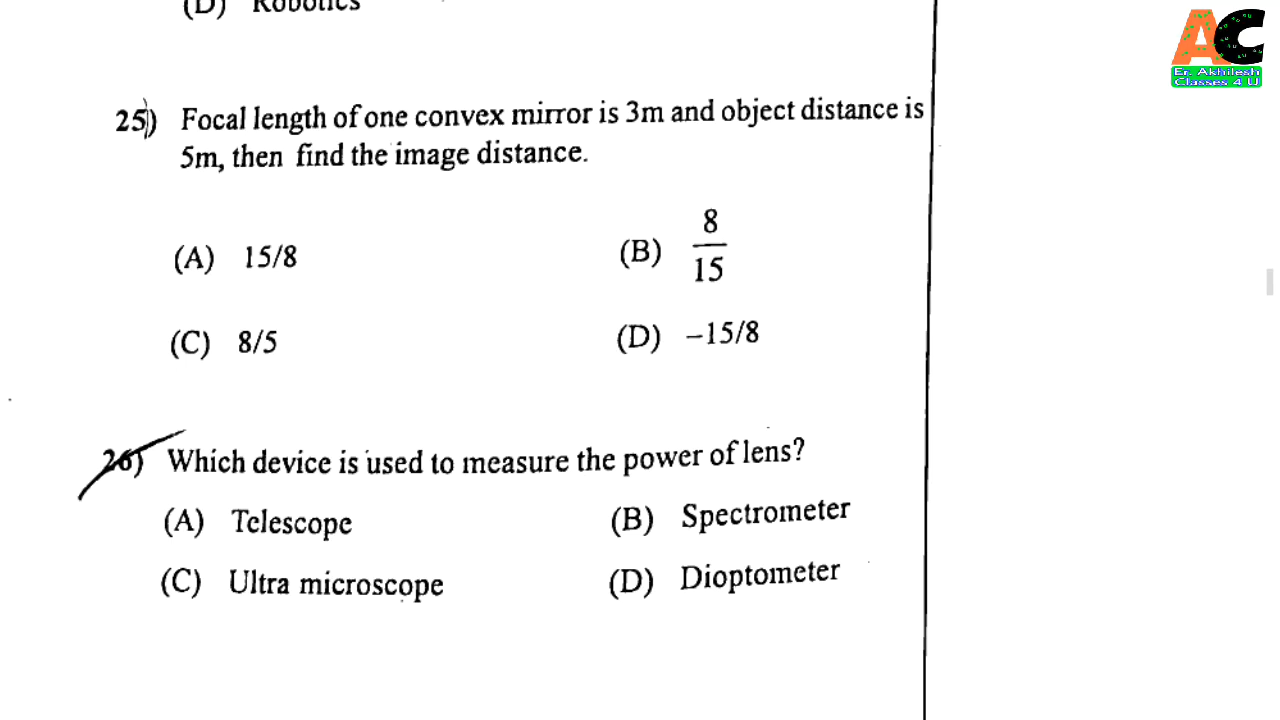 (D) Robotics
25) Focal length of one convex mirror is 3m and object distance is
5m, then find the image distance.
(A) 15/8 (B) 8/15
(C) 8/5 (D) –15/8
26) Which device is used to measure the power of lens?
(A) Telescope (B) Spectrometer
(C) Ultra microscope (D) Dioptometer
AC
Er. Akhilesh
Classes 4 U